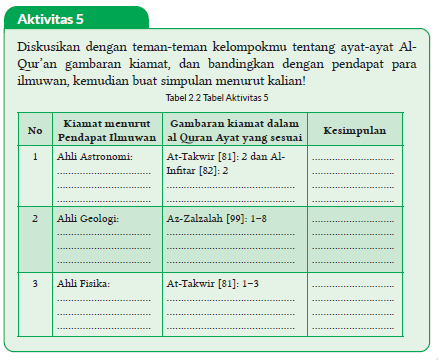 Aktivitas 5
Diskusikan dengan teman-teman kelompokmu tentang ayat-ayat Al-
Qur’an gambaran kiamat, dan bandingkan dengan pendapat para
ilmuwan, kemudian buat simpulan menurut kalian!
Tabel 2.2 Tabel Aktivitas 5
No
Kiamat menurut
Pendapat Ilmuwan
Gambaran kiamat dalam
al Quran Ayat yang sesuai
Kesimpulan
1
Ahli Astronomi:
At-Takwir [81]: 2 dan Al-
Infitar [82]: 2
2
Ahli Geologi:
Az-Zalzalah [99]: 1–8
3
Ahli Fisika:
At-Takwir [81]: 1–3